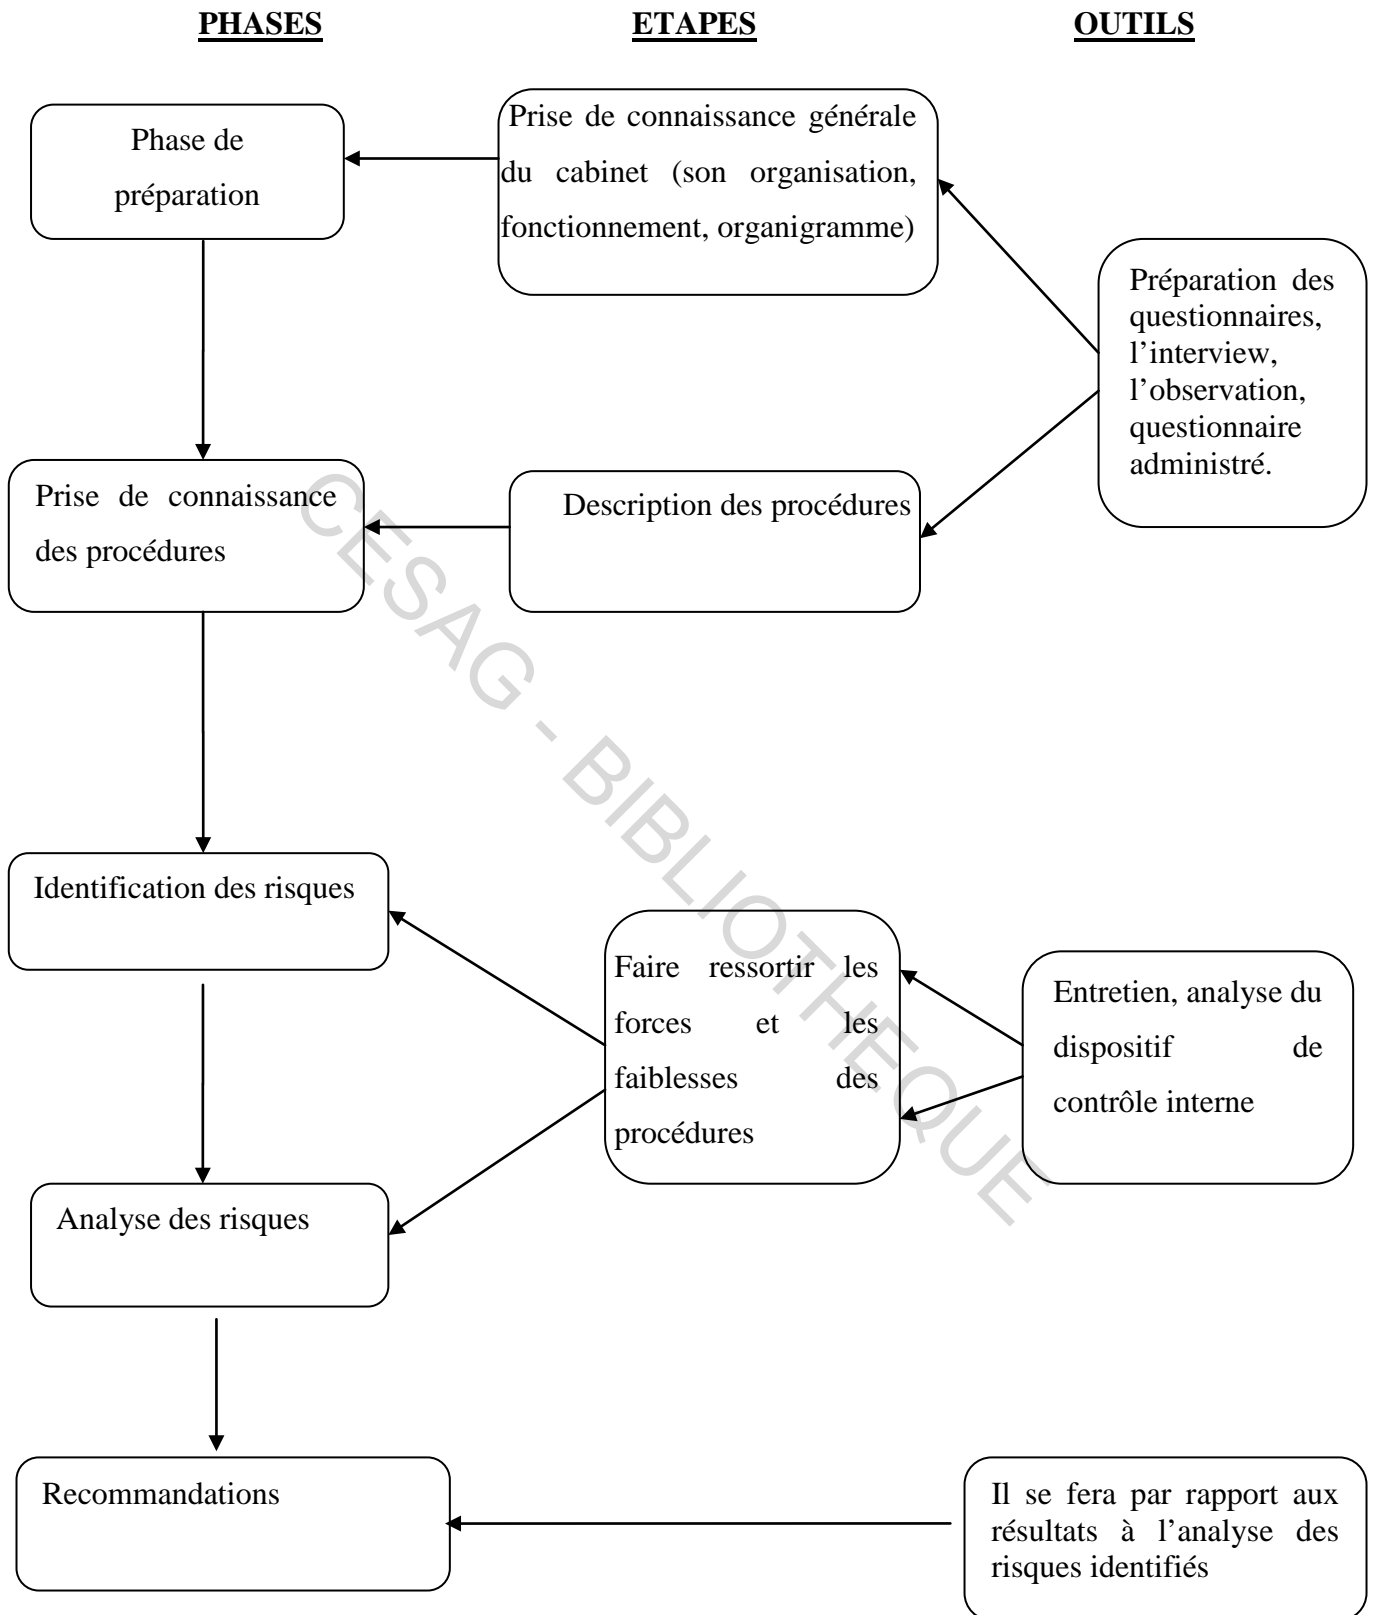 PHASES ETAPES OUTILS
Phase de
préparation
Prise de connaissance générale
du cabinet (son organisation,
fonctionnement, organigramme)
Préparation des
questionnaires,
l’interview,
l’observation,
questionnaire
administré.
Prise de connaissance
des procédures
Description des procédures
Identification des risques
Faire ressortir les
forces et les
faiblesses des
procédures
Entretien, analyse du
dispositif de
contrôle interne
Analyse des risques
Recommandations
Il se fera par rapport aux
résultats à l’analyse des
risques identifiés
CESAG - BIBLIOTHEQUE